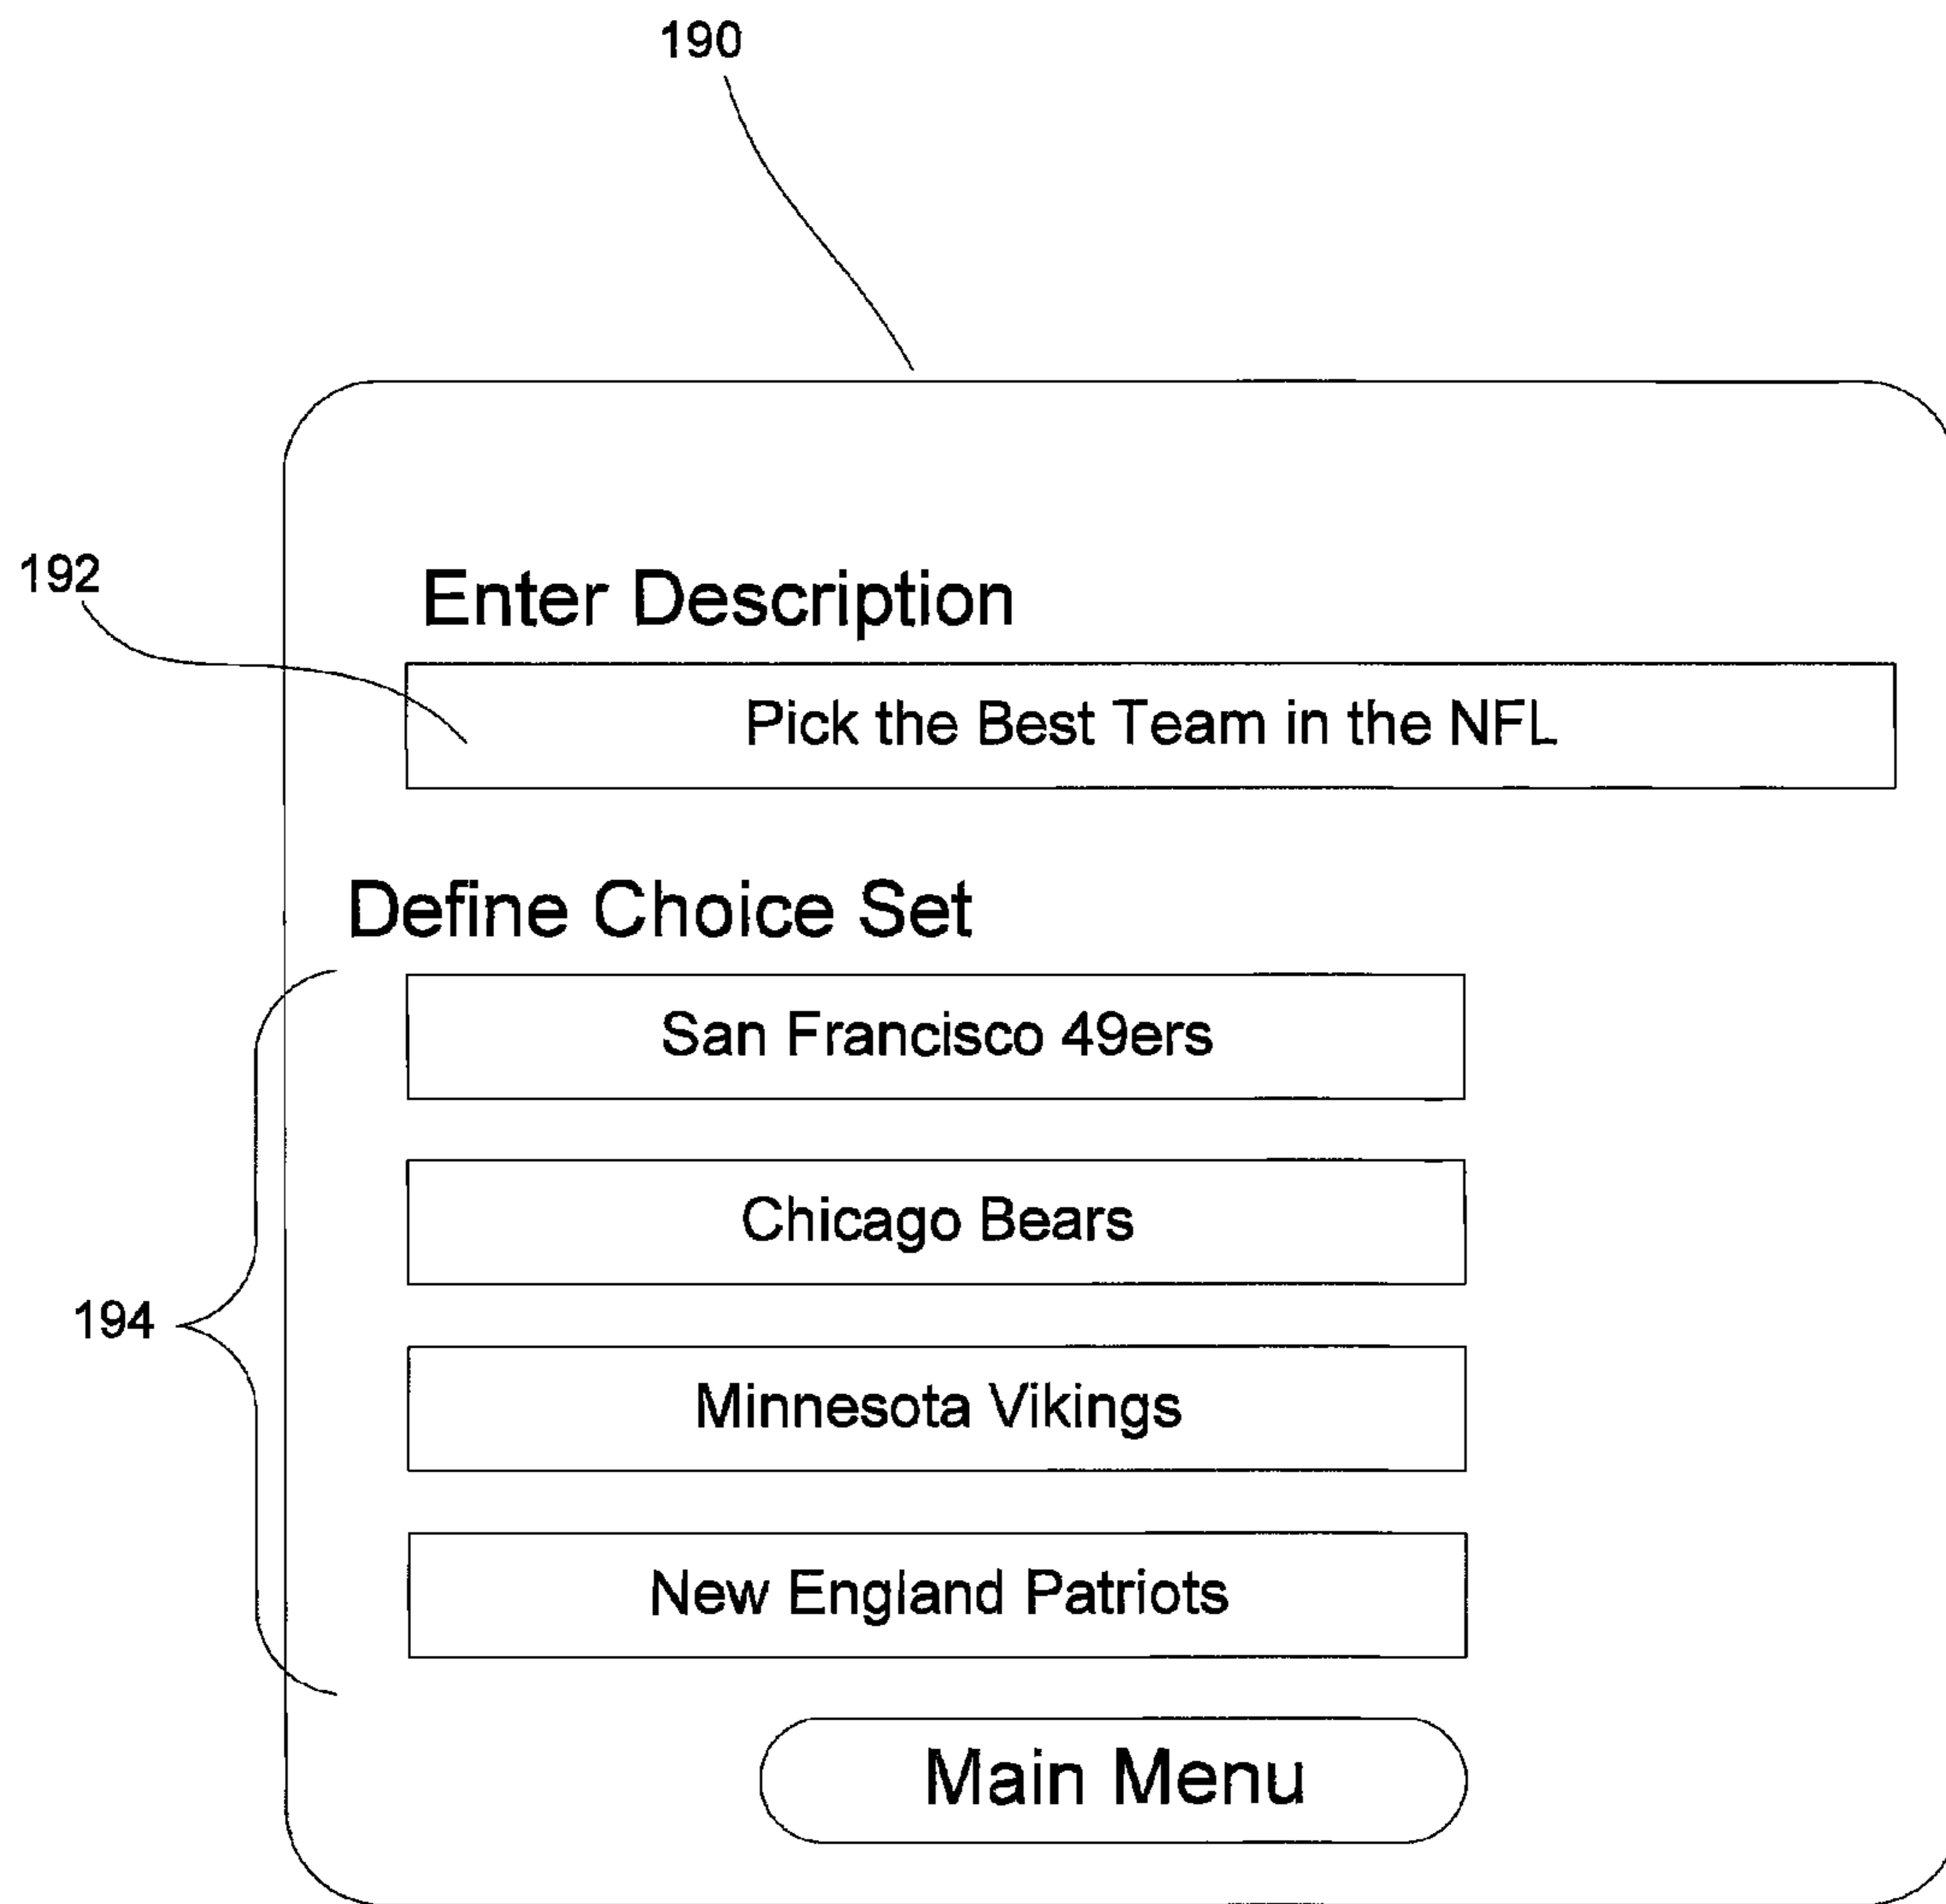 190
192
Enter Description
Pick the Best Team in the NFL
Define Choice Set
San Francisco 49ers
Chicago Bears
194
Minnesota Vikings
New England Patriots
Main Menu